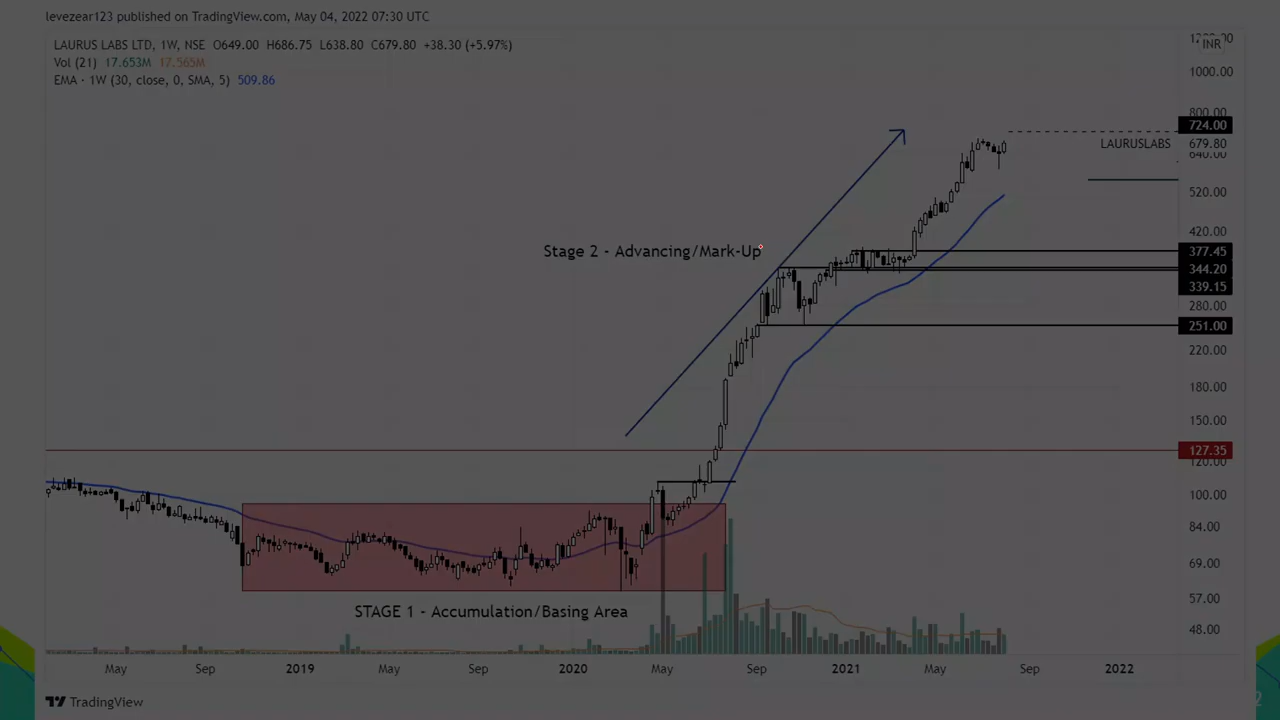 levezear123 published on TradingView.com, May 04, 2022 07:30 UTC
LAURUS LABS LTD, 1W, NSE O649.00 H686.75 L638.80 C679.80 +38.30 (+5.97%)
Vol (21) 17.653M 17.565M
EMA · 1W (30, close, 0, SMA, 5) 509.86
1200.00
INR
1000.00
800.00
724.00
LAURUSLABS 679.80
640.00
520.00
420.00
Stage 2 - Advancing/Mark-Up
377.45
344.20
339.15
280.00
251.00
220.00
180.00
150.00
127.35
120.00
100.00
84.00
69.00
57.00
STAGE 1 - Accumulation/Basing Area
48.00
May Sep 2019 May Sep 2020 May Sep 2021 May Sep 2022
TradingView
2